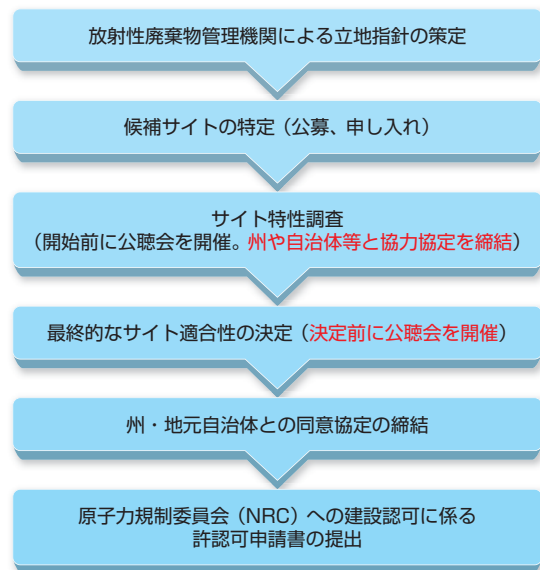 放射性廃棄物管理機関による立地指針の策定
候補サイトの特定（公募、申し入れ）
サイト特性調査
（開始前に公聴会を開催。州や自治体等と協力協定を締結）
最終的なサイト適合性の決定（決定前に公聴会を開催）
州・地元自治体との同意協定の締結
原子力規制委員会（NRC）への建設認可に係る
許認可申請書の提出